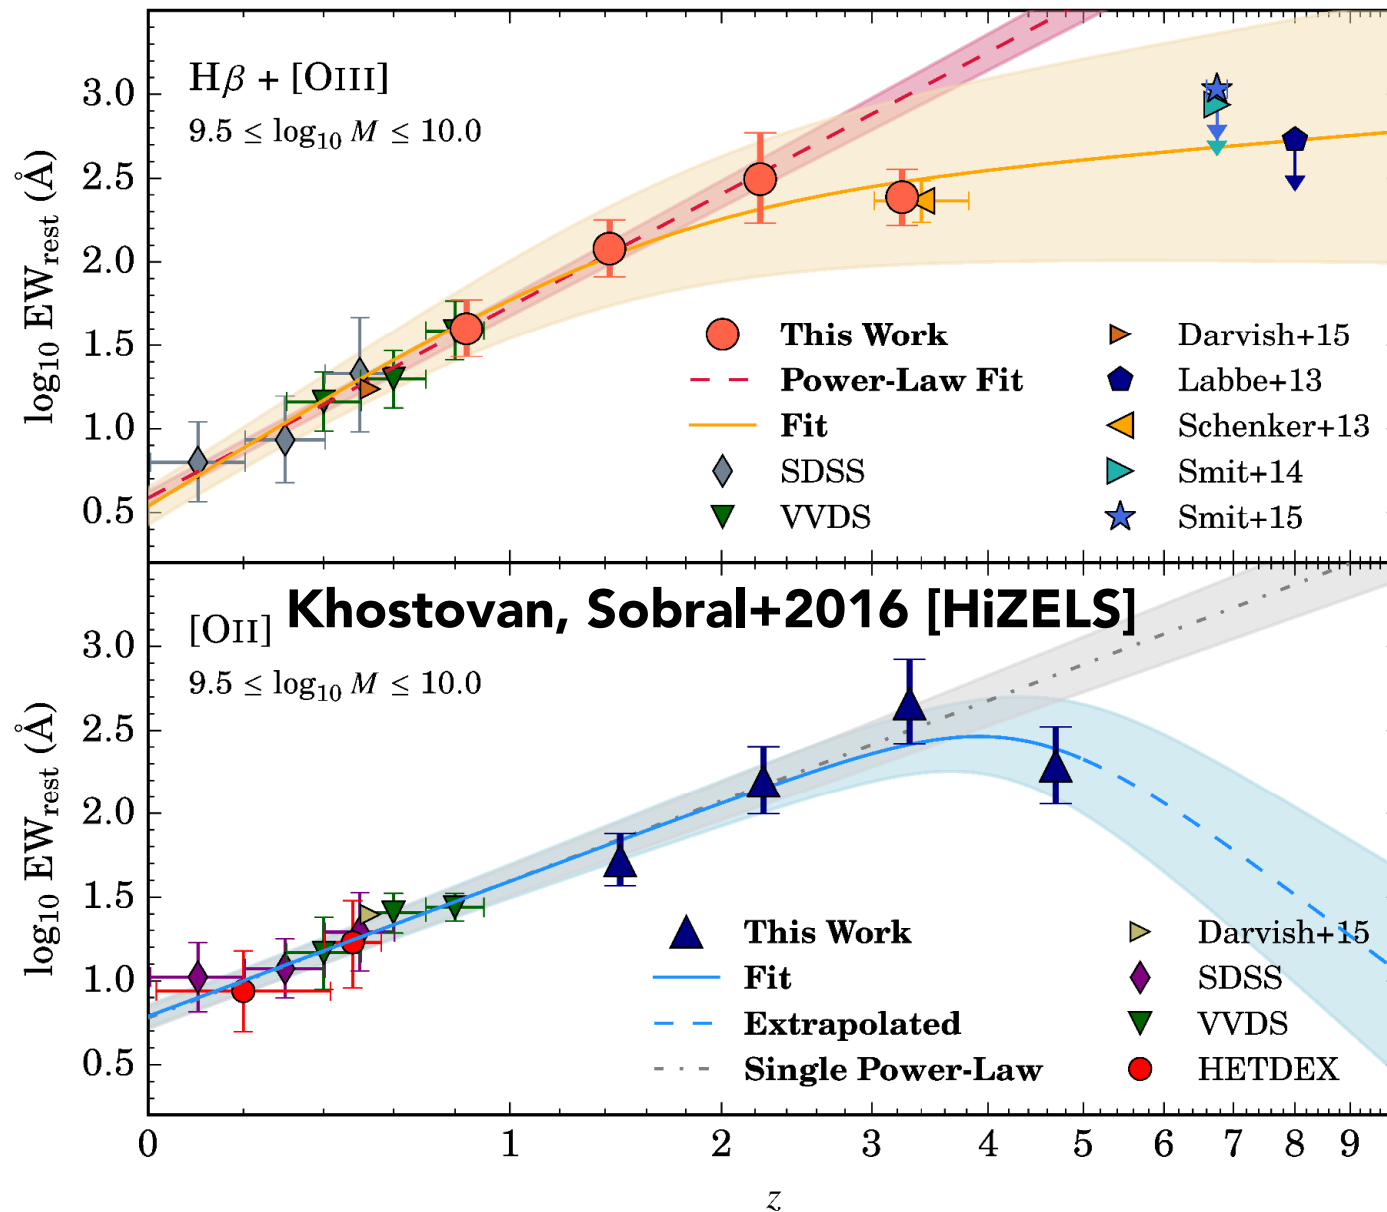 Hβ + [OIII]
9.5 ≤ log₁₀ M ≤ 10.0
log₁₀ EWrest (Å)
3.0
2.5
2.0
1.5
1.0
0.5
This Work
Power-Law Fit
Fit
SDSS
VVDS
Darvish+15
Labbe+13
Schenker+13
Smit+14
Smit+15
Khostovan, Sobral+2016 [HiZELS]
[OII]
9.5 ≤ log₁₀ M ≤ 10.0
log₁₀ EWrest (Å)
3.0
2.5
2.0
1.5
1.0
0.5
This Work
Fit
Extrapolated
Single Power-Law
Darvish+15
SDSS
VVDS
HETDEX
0 1 2 3 4 5 6 7 8 9
z